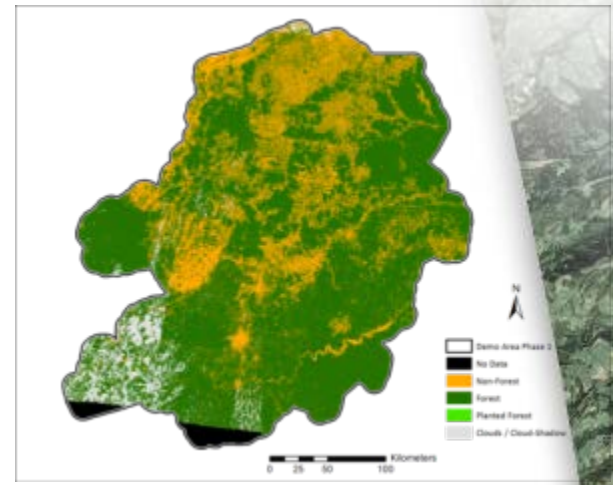 N
Demo Area Phase 2
No Data
Non-Forest
Forest
Planted Forest
Clouds / Cloud-Shadow
Kilometers
0 25 50 100